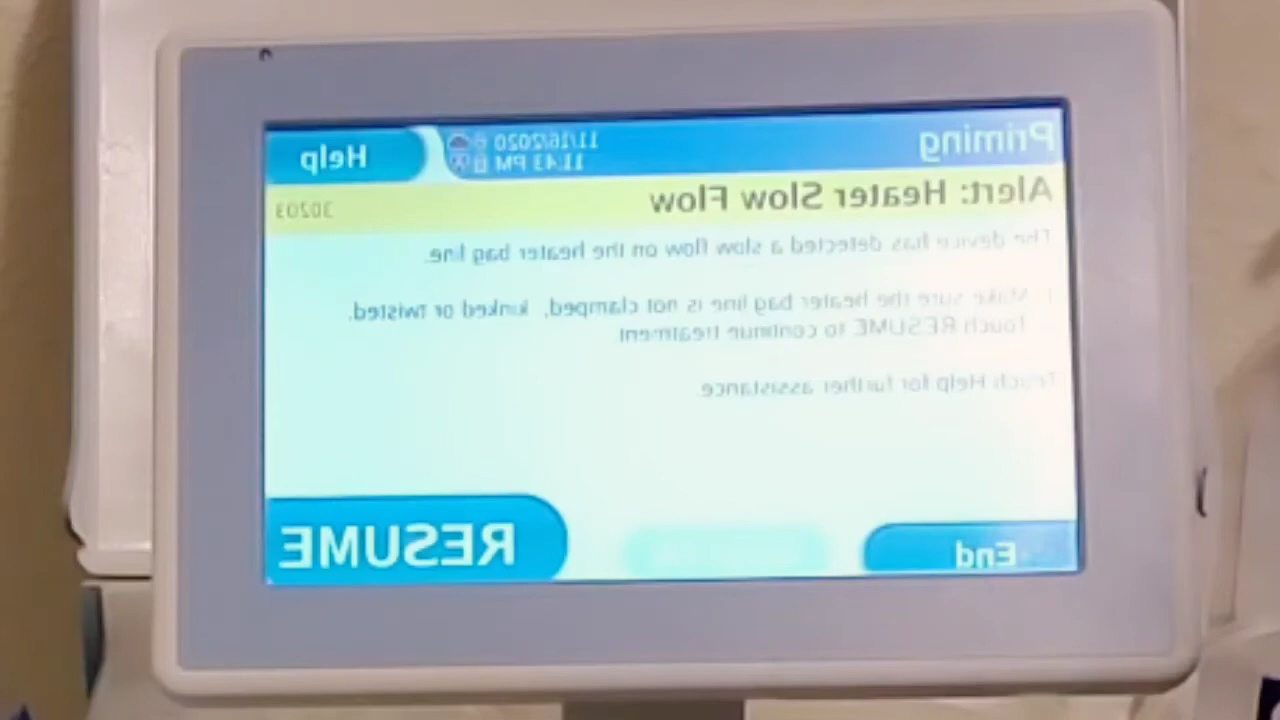 Priming
11/16/2020
11:43 PM
Help
Alert: Heater Slow Flow
30203
The device has detected a slow flow on the heater bag line.
1. Make sure the heater bag line is not clamped, kinked or twisted.
Touch RESUME to continue treatment
Touch Help for further assistance.
End
RESUME